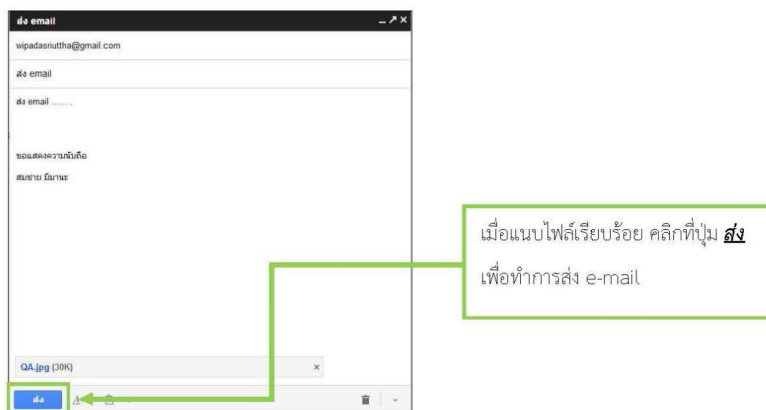 ส่ง email
wipadasriuttha@gmail.com
ส่ง email
ส่ง email ........
ขอแสดงความนับถือ
สมชาย มีมานะ
เมื่อแนบไฟล์เรียบร้อย คลิกที่ปุ่ม ส่ง
เพื่อทำการส่ง e-mail
QA.jpg (30K)
ส่ง